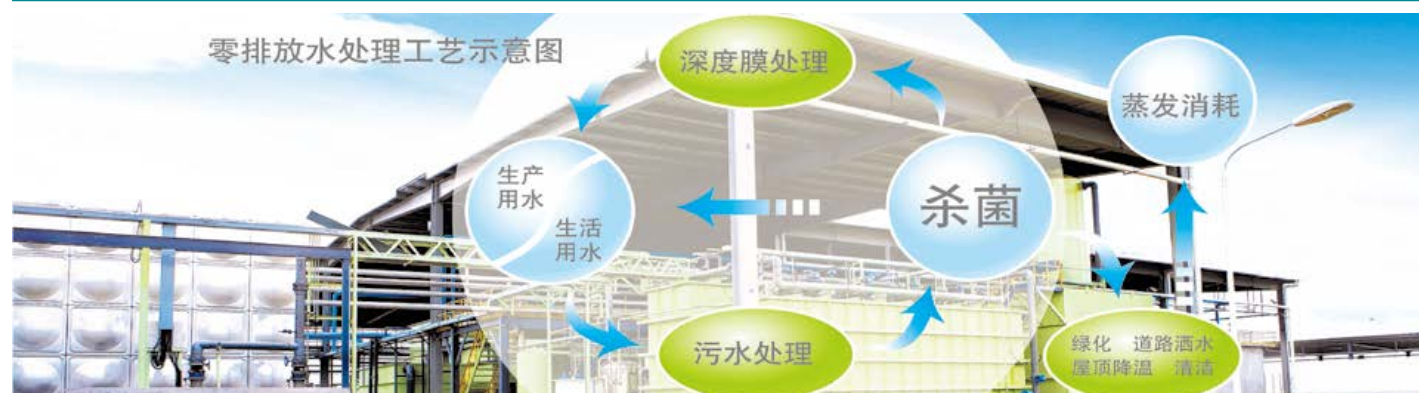 零排放水处理工艺示意图
深度膜处理
蒸发消耗
生产
用水
生活
用水
杀菌
污水处理
绿化 道路洒水
屋顶降温 清洁